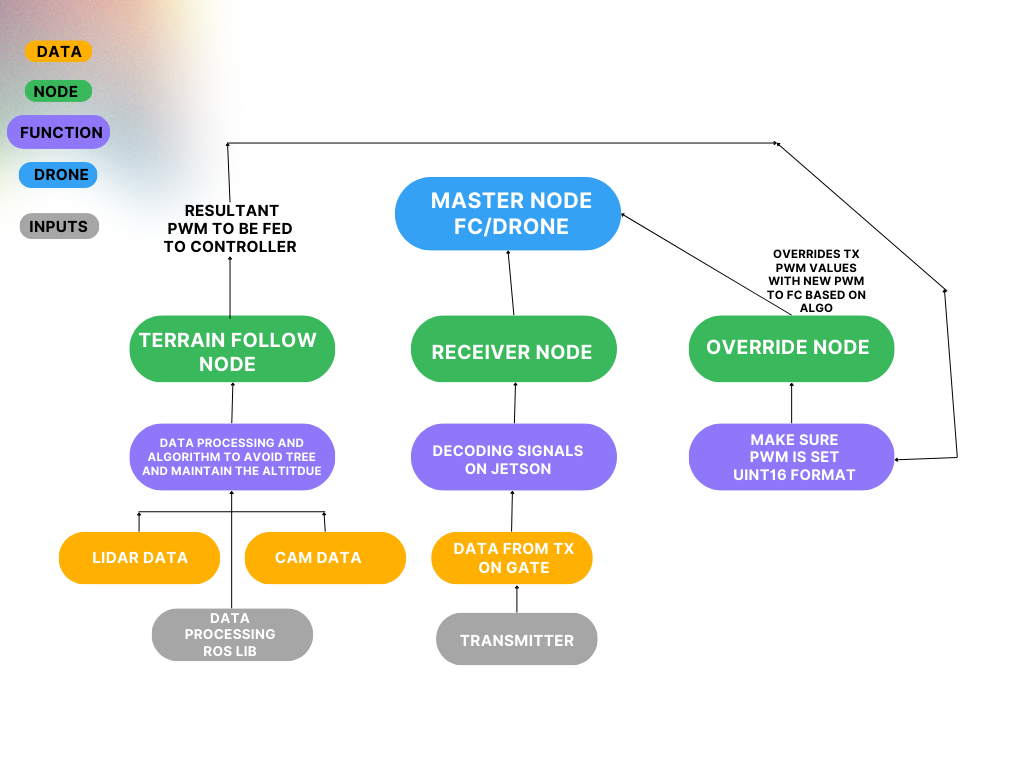 DATA
NODE
FUNCTION
DRONE
INPUTS
RESULTANT
PWM TO BE FED
TO CONTROLLER
MASTER NODE
FC/DRONE
OVERRIDES TX
PWM VALUES
WITH NEW PWM
TO FC BASED ON
ALGO
TERRAIN FOLLOW
NODE
RECEIVER NODE
OVERRIDE NODE
DATA PROCESSING AND
ALGORITHM TO AVOID TREE
AND MAINTAIN THE ALTITDUE
DECODING SIGNALS
ON JETSON
MAKE SURE
PWM IS SET
UINT16 FORMAT
LIDAR DATA
CAM DATA
DATA FROM TX
ON GATE
DATA
PROCESSING
ROS LIB
TRANSMITTER